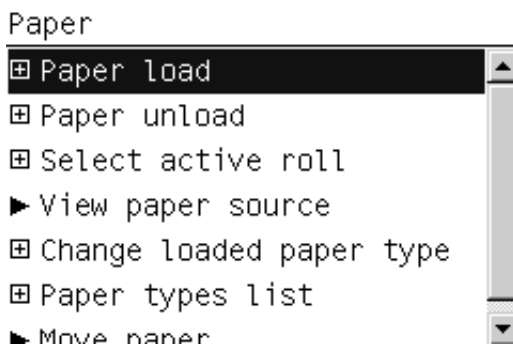 Paper
Paper load
Paper unload
Select active roll
View paper source
Change loaded paper type
Paper types list
Move paper